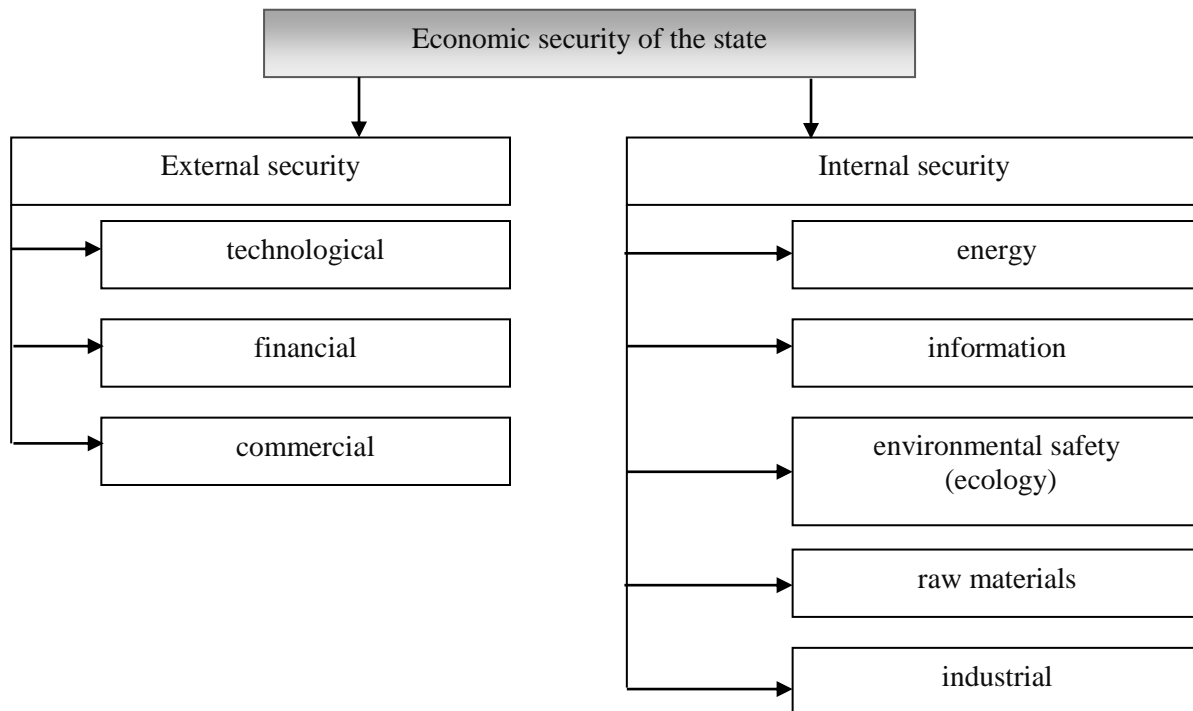 Economic security of the state
External security
technological
financial
commercial
Internal security
energy
information
environmental safety
(ecology)
raw materials
industrial